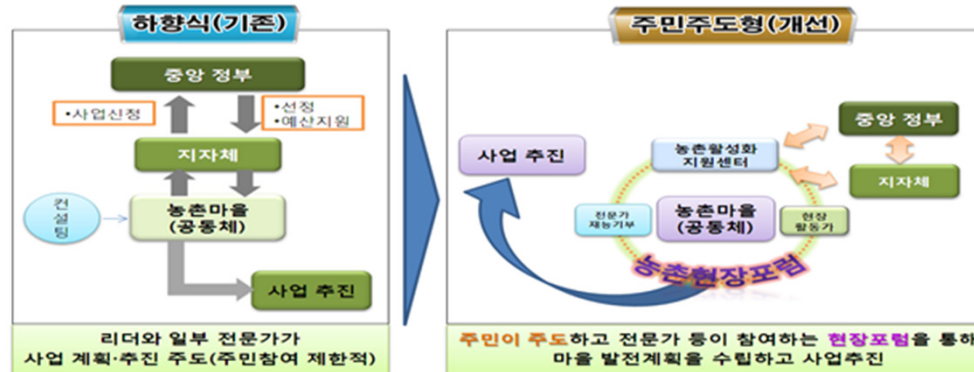 하향식(기존)
중앙 정부
•사업신정
•선정
•예산지원
지자체
컨
설
팅
농촌마을
(공동체)
사업 추진
리더와 일부 전문가가
사업 계획·추진 주도(주민참여 제한적)
주민주도형(개선)
중앙 정부
지자체
농촌활성화
지원센터
사업 추진
전문가
재능기부
농촌마을
(공동체)
현장
활동가
농촌현장포럼
주민이 주도하고 전문가 등이 참여하는 현장포럼을 통해
마을 발전계획을 수립하고 사업추진